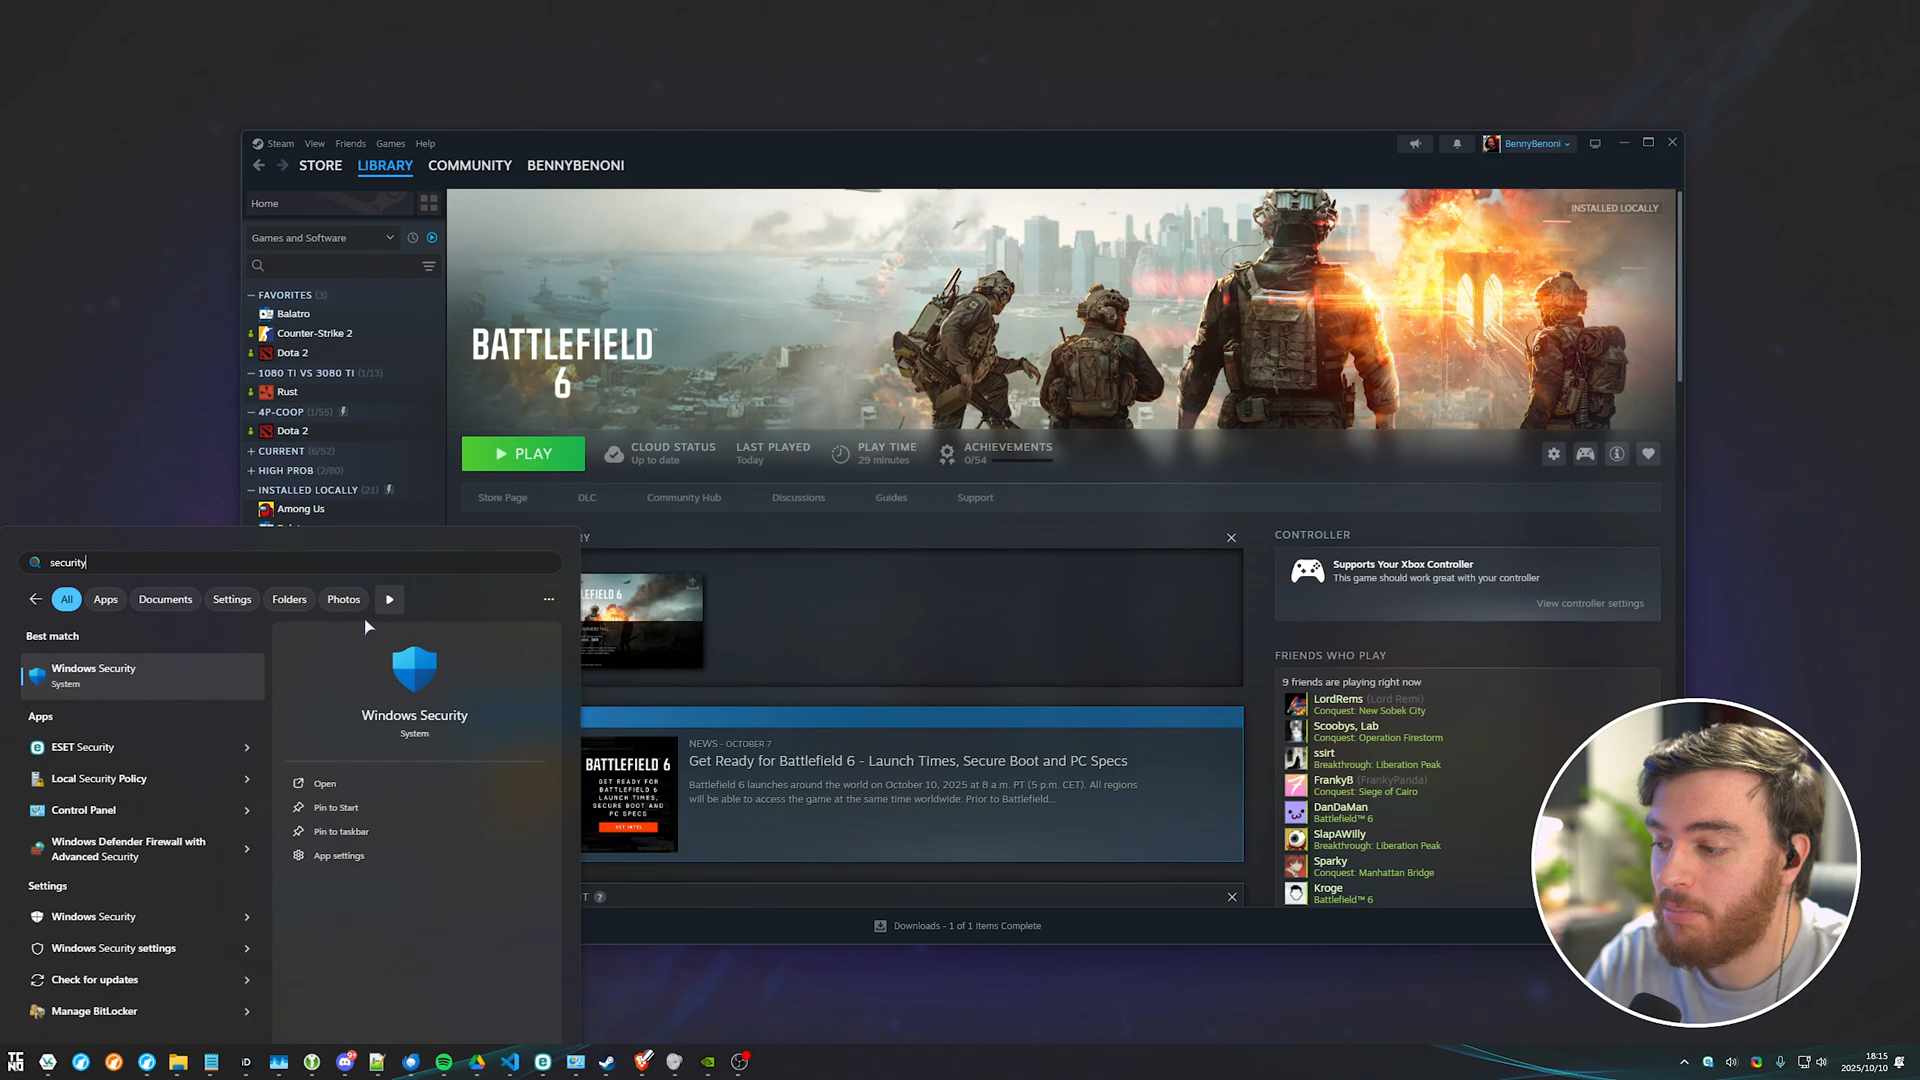 Steam View Friends Games Help
BennyBenoni
STORE LIBRARY COMMUNITY BENNYBENONI
Home
Games and Software
FAVORITES (3)
Balatro
Counter-Strike 2
Dota 2
1080 TI VS 3080 TI (1/13)
Rust
4P-COOP (1/55)
Dota 2
CURRENT (6/52)
HIGH PROB (2/80)
INSTALLED LOCALLY (21)
Among Us
INSTALLED LOCALLY
BATTLEFIELD™
6
PLAY
CLOUD STATUS
Up to date
LAST PLAYED
Today
PLAY TIME
29 minutes
ACHIEVEMENTS
0/54
Store Page DLC Community Hub Discussions Guides Support
RY
NEWS - OCTOBER 7
Get Ready for Battlefield 6 - Launch Times, Secure Boot and PC Specs
Battlefield 6 launches around the world on October 10, 2025 at 8 a.m. PT (5 p.m. CET). All regions
will be able to access the game at the same time worldwide: Prior to Battlefield...
BATTLEFIELD 6
GET READY FOR
BATTLEFIELD 6
LAUNCH TIMES,
SECURE BOOT AND
PC SPECS
GET INTEL
T ?
CONTROLLER
Supports Your Xbox Controller
This game should work great with your controller
View controller settings
FRIENDS WHO PLAY
9 friends are playing right now
LordRems (Lord Remi)
Conquest: New Sobek City
Scoobys, Lab
Conquest: Operation Firestorm
ssirt
Breakthrough: Liberation Peak
FrankyB (FrankyPanda)
Conquest: Siege of Cairo
DanDaMan
Battlefield™ 6
SlapAWilly
Breakthrough: Liberation Peak
Sparky
Conquest: Manhattan Bridge
Kroge
Battlefield™ 6
Downloads - 1 of 1 Items Complete
security
All Apps Documents Settings Folders Photos
Best match
Windows Security
System
Apps
ESET Security
Local Security Policy
Control Panel
Windows Defender Firewall with
Advanced Security
Settings
Windows Security
Windows Security settings
Check for updates
Manage BitLocker
Windows Security
System
Open
Pin to Start
Pin to taskbar
App settings
TC
NO
18:15
2025/10/10